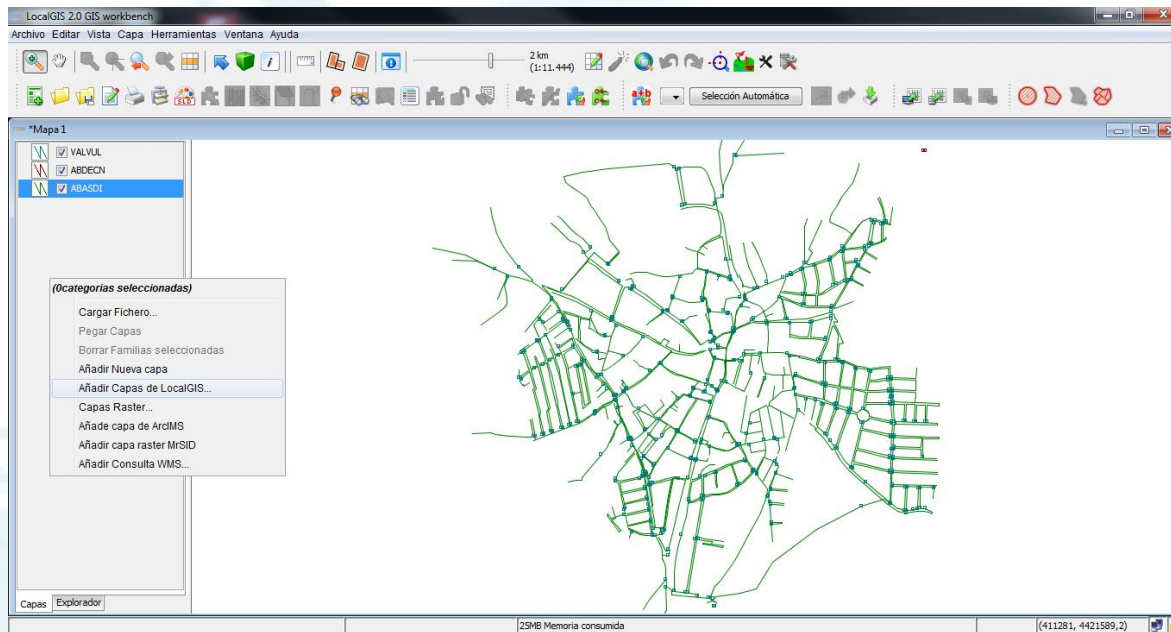 LocalGIS 2.0 GIS workbench
Archivo Editar Vista Capa Herramientas Ventana Ayuda
2 km
(1:11.444)
SLD
a+b
Selección Automática
*Mapa 1
VALVUL
ABDECN
ABASDI
(0categorías seleccionadas)
Cargar Fichero...
Pegar Capas
Borrar Familias seleccionadas
Añadir Nueva capa
Añadir Capas de LocalGIS...
Capas Raster...
Añade capa de ArcIMS
Añadir capa raster MrSID
Añadir Consulta WMS...
Capas Explorador
25MB Memoria consumida
(411281, 4421589,2)